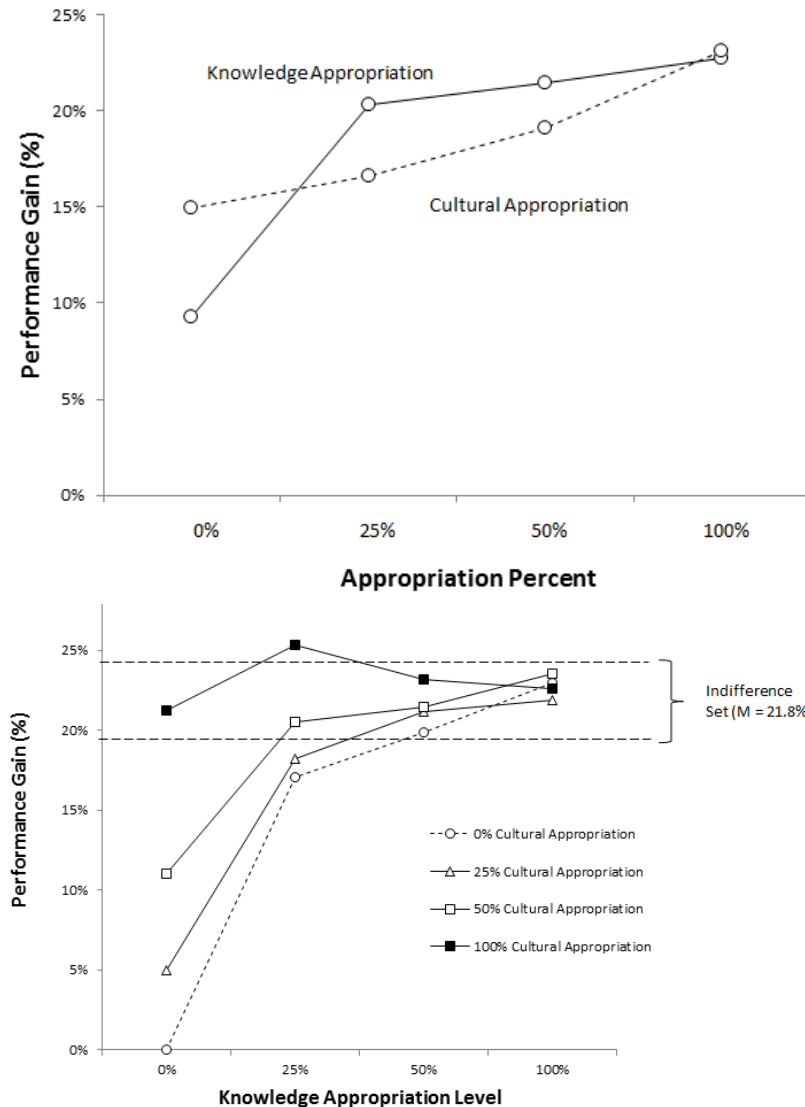 25%
Knowledge Appropriation
20%
15%
Cultural Appropriation
10%
5%
0%
Performance Gain (%)
0% 25% 50% 100%
Appropriation Percent
25%
Indifference
Set (M = 21.8%
20%
15%
0% Cultural Appropriation
25% Cultural Appropriation
10%
50% Cultural Appropriation
100% Cultural Appropriation
5%
0%
Performance Gain (%)
0% 25% 50% 100%
Knowledge Appropriation Level